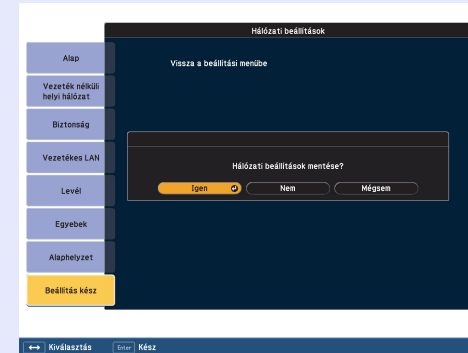 Hálózati beállítások
Alap
Vissza a beállítási menübe
Vezeték nélküli
helyi hálózat
Biztonság
Vezetékes LAN
Hálózati beállítások mentése?
Igen
Nem
Mégsem
Levél
Egyebek
Alaphelyzet
Beállítás kész
Kiválasztás
Enter
Kész